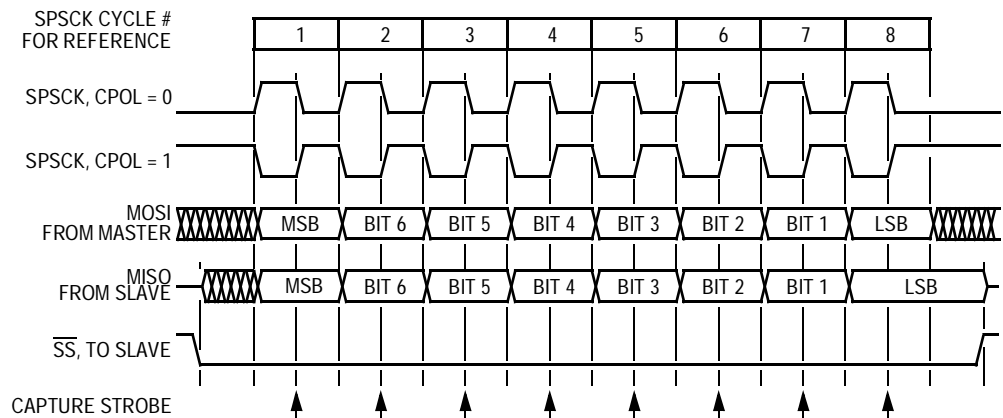 SPSCK CYCLE #
FOR REFERENCE
1 2 3 4 5 6 7 8
SPSCK, CPOL = 0
SPSCK, CPOL = 1
MOSI
FROM MASTER
MSB BIT 6 BIT 5 BIT 4 BIT 3 BIT 2 BIT 1 LSB
MISO
FROM SLAVE
MSB BIT 6 BIT 5 BIT 4 BIT 3 BIT 2 BIT 1 LSB
S̅S̅, TO SLAVE
CAPTURE STROBE